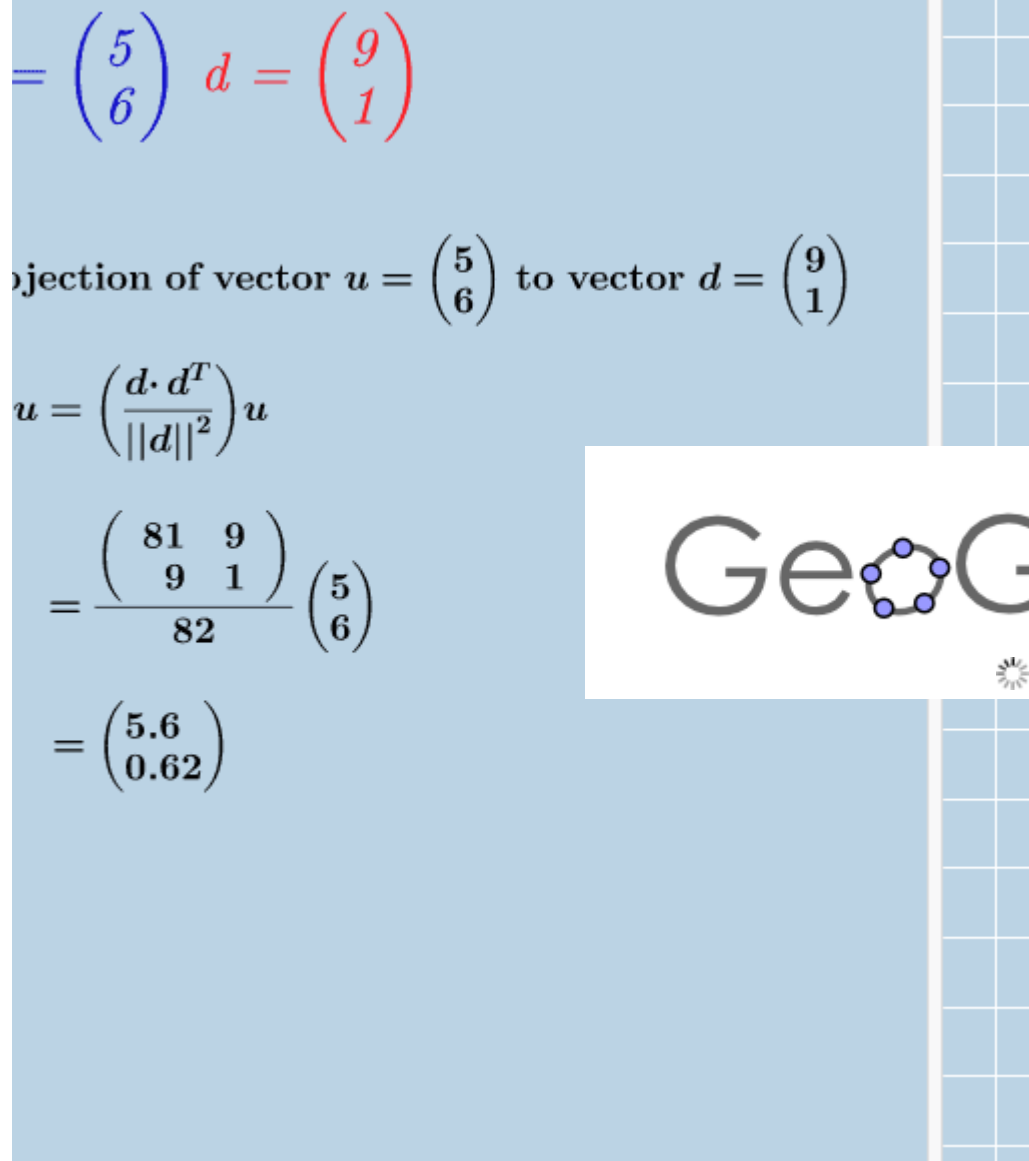 = (5 6) d = (9 1)
jection of vector u = (5 6) to vector d = (9 1)
u = (d· d^T / ||d||^2) u
= (81 9 9 1) / 82 (5 6)
= (5.6 0.62)
GeoG